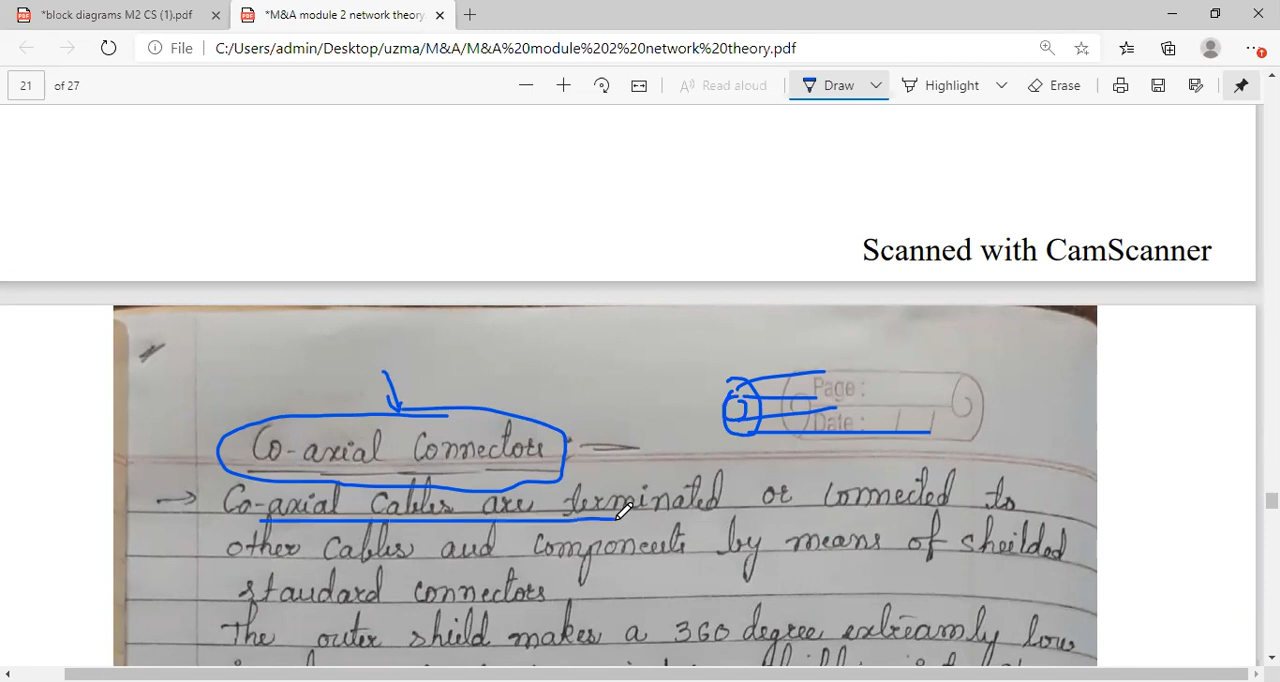 *block diagrams M2 CS (1).pdf
*M&A module 2 network theory.
File
C:/Users/admin/Desktop/uzma/M&A/M&A%20module%202%20network%20theory.pdf
21 of 27
Read aloud
Draw
Highlight
Erase
Scanned with CamScanner
Page :
Date : / /
Co-axial Connectors
→ Co-axial Cables are terminated or connected to
other Cables and components by means of sheilded
standard connectors
The outer shield makes a 360 degree extreamly low